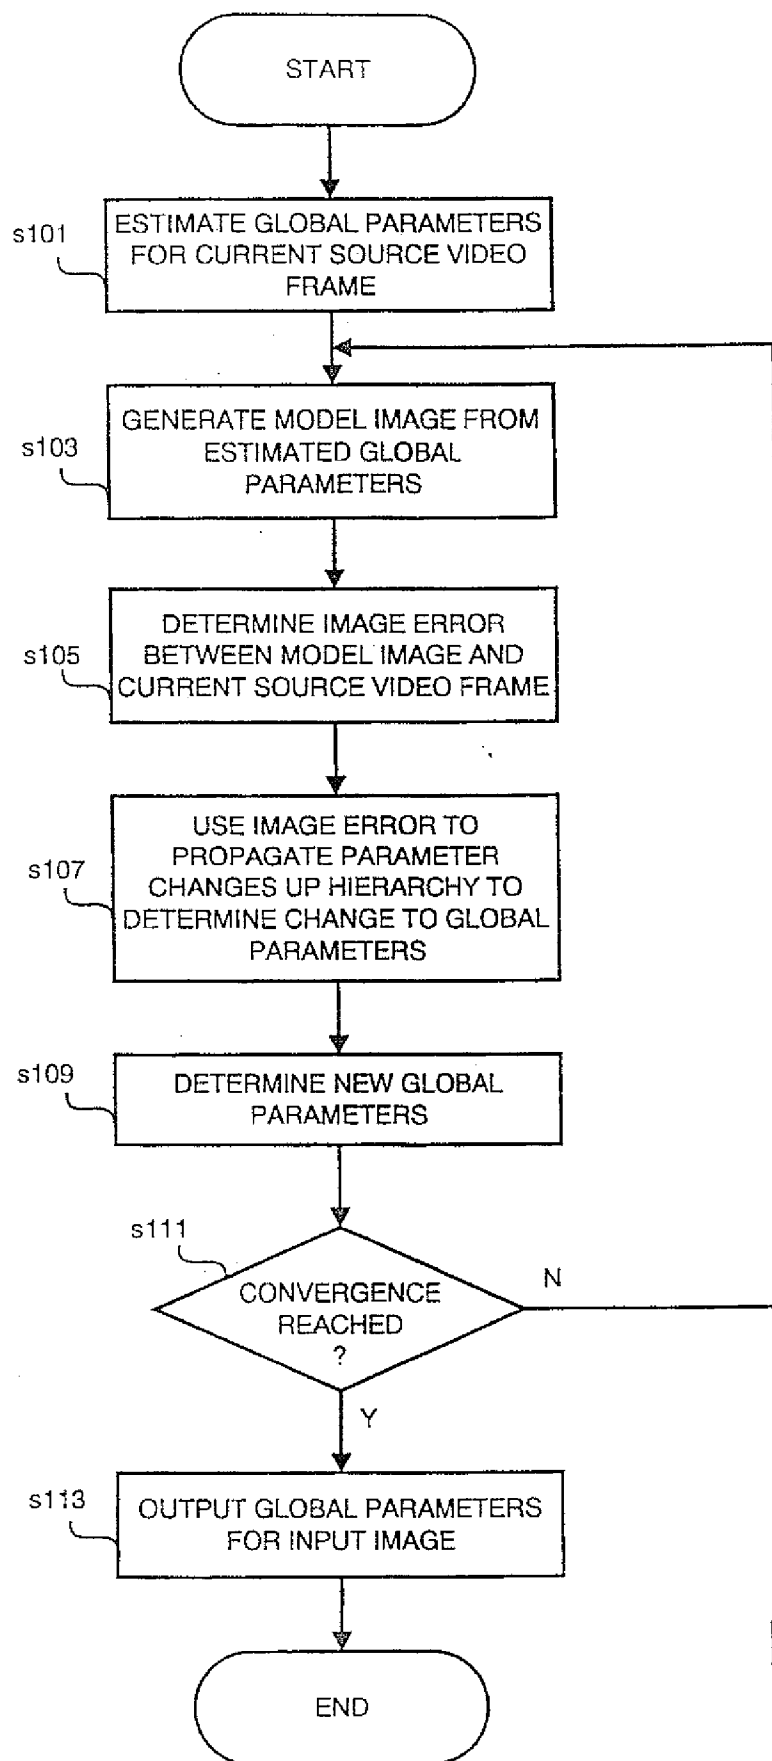 START
s101
ESTIMATE GLOBAL PARAMETERS
FOR CURRENT SOURCE VIDEO
FRAME
s103
GENERATE MODEL IMAGE FROM
ESTIMATED GLOBAL
PARAMETERS
s105
DETERMINE IMAGE ERROR
BETWEEN MODEL IMAGE AND
CURRENT SOURCE VIDEO FRAME
s107
USE IMAGE ERROR TO
PROPAGATE PARAMETER
CHANGES UP HIERARCHY TO
DETERMINE CHANGE TO GLOBAL
PARAMETERS
s109
DETERMINE NEW GLOBAL
PARAMETERS
s111
CONVERGENCE
REACHED
?
N
Y
s113
OUTPUT GLOBAL PARAMETERS
FOR INPUT IMAGE
END